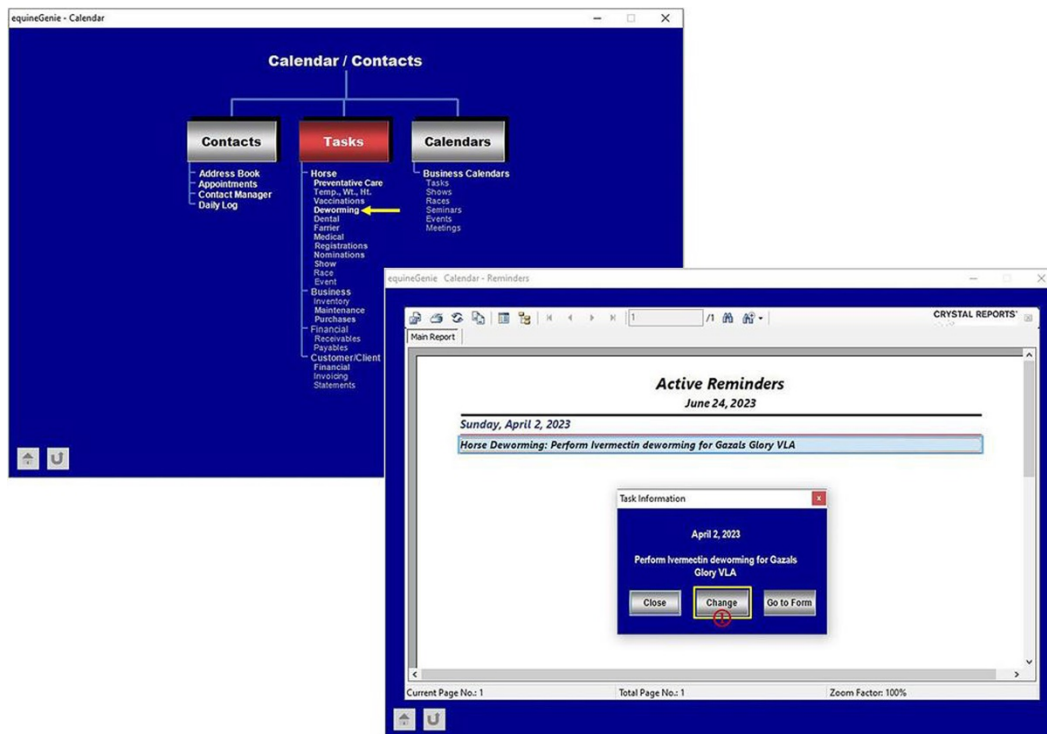 equineGenie - Calendar
Calendar / Contacts
Contacts
Address Book
Appointments
Contact Manager
Daily Log
Tasks
Horse
Preventative Care
Temp., Wt., Ht.
Vaccinations
Deworming
Dental
Farrier
Medical
Registrations
Nominations
Show
Race
Event
Business
Inventory
Maintenance
Purchases
Financial
Receivables
Payables
Customer/Client
Financial
Invoicing
Statements
Calendars
Business Calendars
Tasks
Shows
Races
Seminars
Events
Meetings
equineGenie Calendar - Reminders
1 /1
CRYSTAL REPORTS
Main Report
Active Reminders
June 24, 2023
Sunday, April 2, 2023
Horse Deworming: Perform Ivermectin deworming for Gazals Glory VLA
Task Information
April 2, 2023
Perform Ivermectin deworming for Gazals
Glory VLA
Close Change Go to Form
1
Current Page No.: 1 Total Page No.: 1 Zoom Factor: 100%